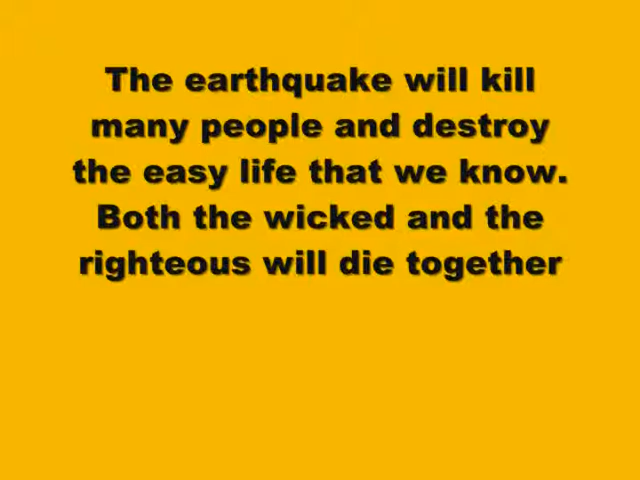 The earthquake will kill
many people and destroy
the easy life that we know.
Both the wicked and the
righteous will die together